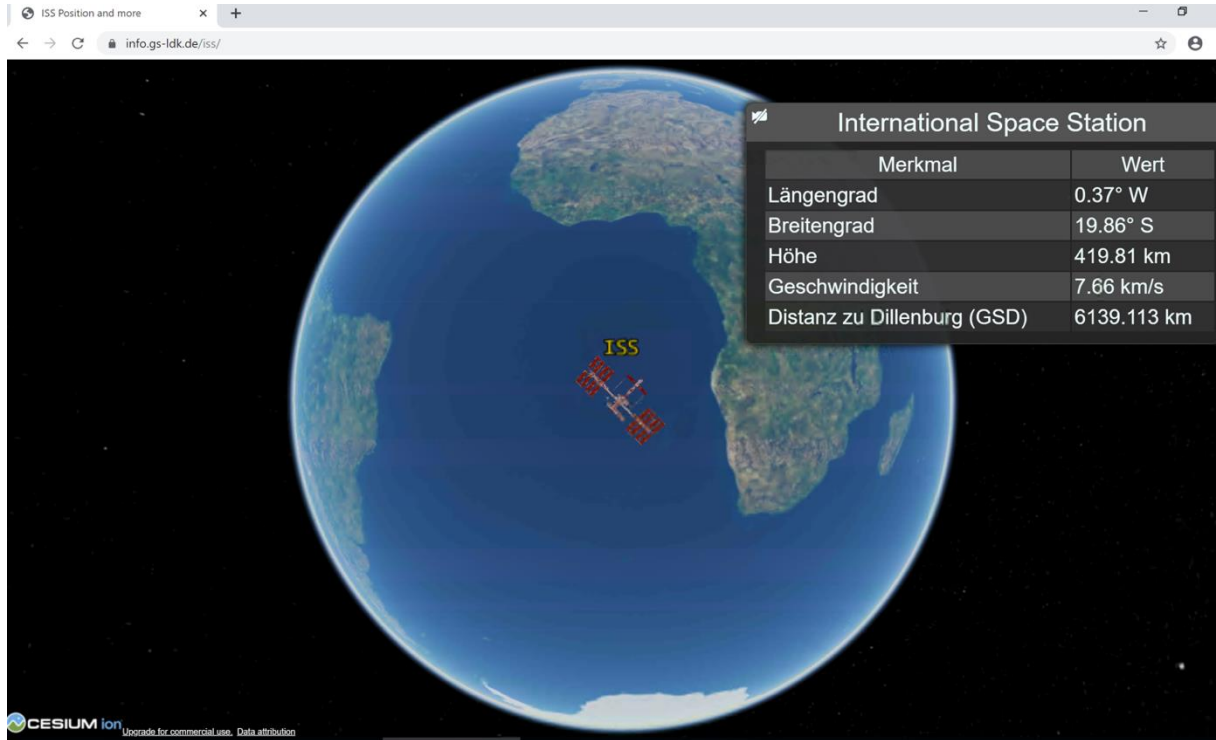 ISS Position and more
info.gs-ldk.de/iss/
International Space Station
Merkmal Wert
Längengrad 0.37° W
Breitengrad 19.86° S
Höhe 419.81 km
Geschwindigkeit 7.66 km/s
Distanz zu Dillenburg (GSD) 6139.113 km
ISS
CESIUM ion Upgrade for commercial use. Data attribution